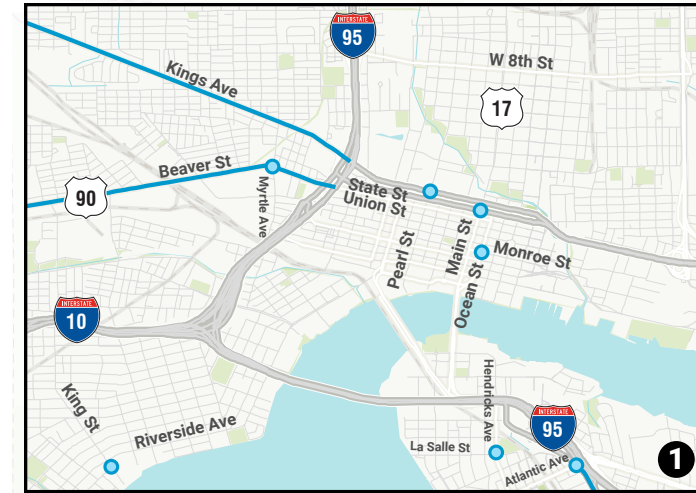 INTERSTATE
95
W 8th St
Kings Ave
17
Beaver St
90
Myrtle Ave
State St
Union St
Pearl St
Main St
Monroe St
Ocean St
INTERSTATE
10
King St
Riverside Ave
Hendricks Ave
INTERSTATE
95
La Salle St
Atlantic Ave
1